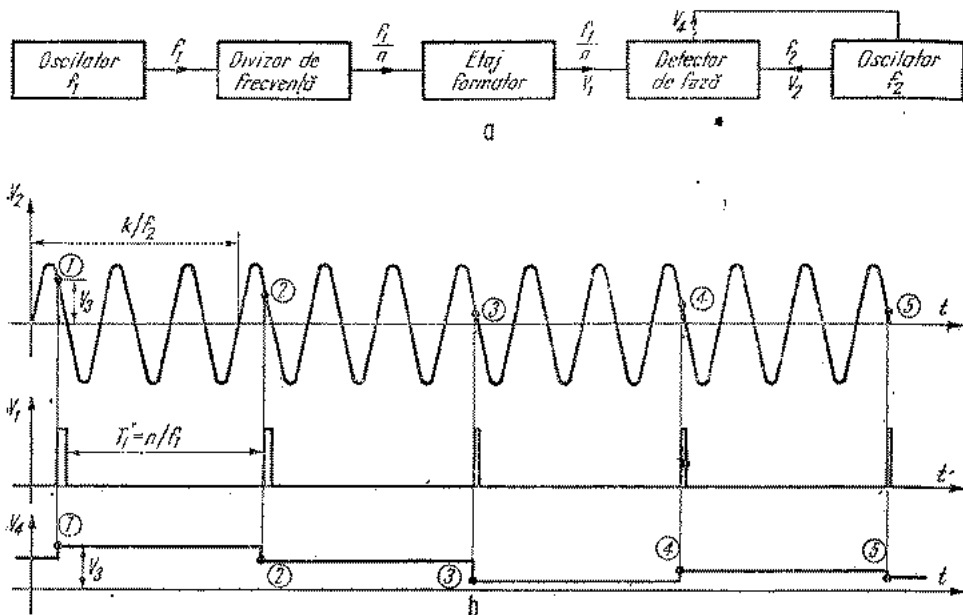 Oscilator f₁
f₁
Divizor de frecvență
f₁/n
Etaj formator
f₁/n
V₁
Detector de fază
V₄
f₂
V₂
Oscilator f₂
a
V₂
k/f₂
①
V₃
②
③
④
⑤
t
V₁
T₁=n/f₁
t
V₄
①
V₃
②
③
④
⑤
t
b